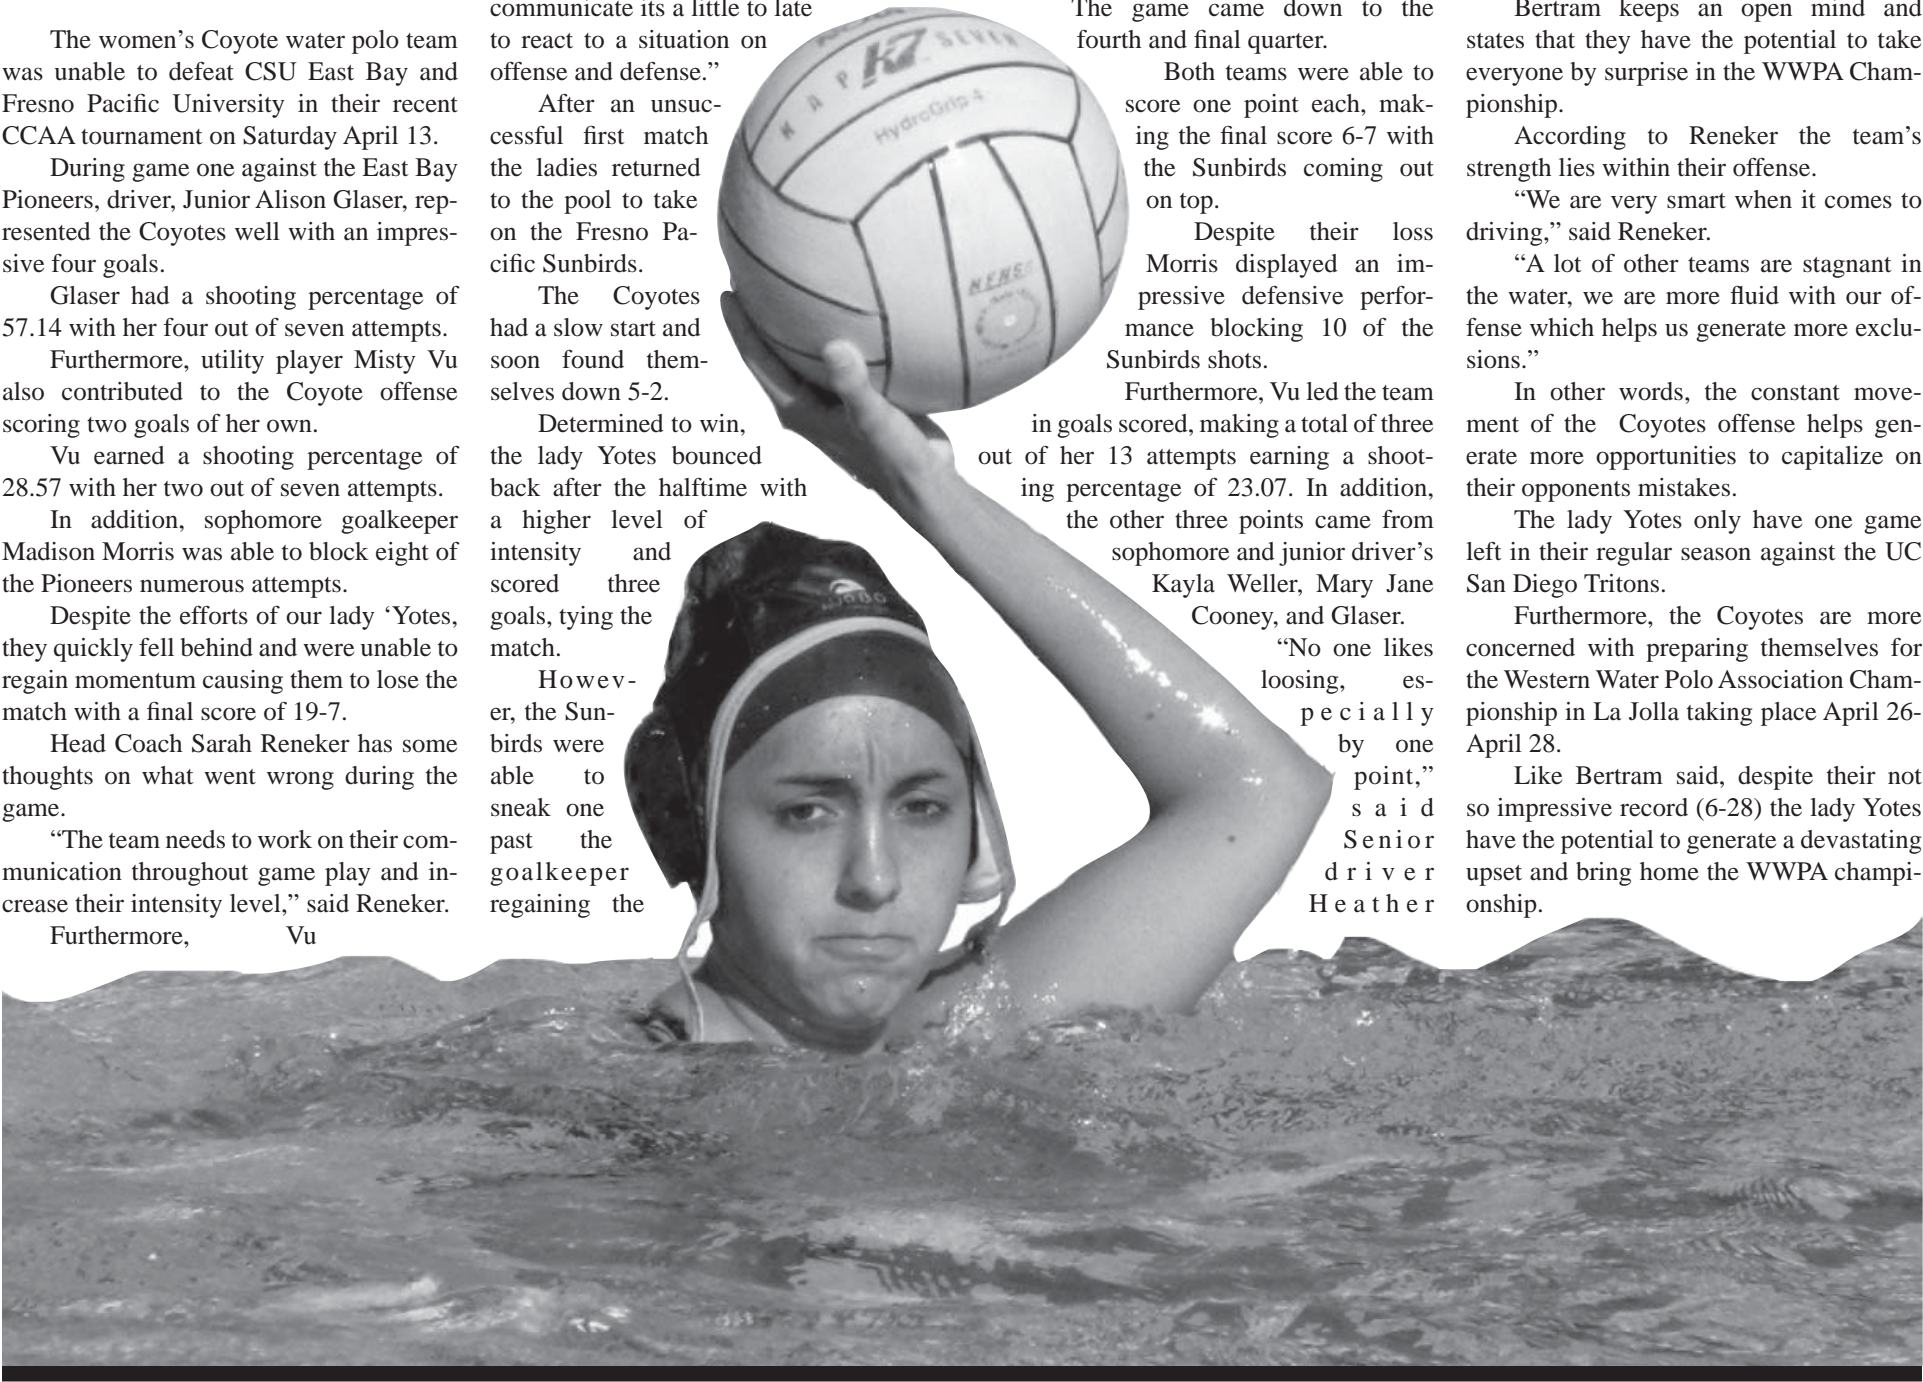 The women’s Coyote water polo team
was unable to defeat CSU East Bay and
Fresno Pacific University in their recent
CCAA tournament on Saturday April 13.
During game one against the East Bay
Pioneers, driver, Junior Alison Glaser, rep-
resented the Coyotes well with an impres-
sive four goals.
Glaser had a shooting percentage of
57.14 with her four out of seven attempts.
Furthermore, utility player Misty Vu
also contributed to the Coyote offense
scoring two goals of her own.
Vu earned a shooting percentage of
28.57 with her two out of seven attempts.
In addition, sophomore goalkeeper
Madison Morris was able to block eight of
the Pioneers numerous attempts.
Despite the efforts of our lady ‘Yotes,
they quickly fell behind and were unable to
regain momentum causing them to lose the
match with a final score of 19-7.
Head Coach Sarah Reneker has some
thoughts on what went wrong during the
game.
“The team needs to work on their com-
munication throughout game play and in-
crease their intensity level,” said Reneker.
Furthermore, Vu
communicate its a little to late
to react to a situation on
offense and defense.”
After an unsuc-
cessful first match
the ladies returned
to the pool to take
on the Fresno Pa-
cific Sunbirds.
The Coyotes
had a slow start and
soon found them-
selves down 5-2.
Determined to win,
the lady Yotes bounced
back after the halftime with
a higher level of
intensity and
scored three
goals, tying the
match.
Howev-
er, the Sun-
birds were
able to
sneak one
past the
goalkeeper
regaining the
KAP K7 SEVEN
HydroGrip 4
The game came down to the
fourth and final quarter.
Both teams were able to
score one point each, mak-
ing the final score 6-7 with
the Sunbirds coming out
on top.
Despite their loss
Morris displayed an im-
pressive defensive perfor-
mance blocking 10 of the
Sunbirds shots.
Furthermore, Vu led the team
in goals scored, making a total of three
out of her 13 attempts earning a shoot-
ing percentage of 23.07. In addition,
the other three points came from
sophomore and junior driver’s
Kayla Weller, Mary Jane
Cooney, and Glaser.
“No one likes
loosing, es-
pecially
by one
point,”
said
Senior
driver
Heather
Bertram keeps an open mind and
states that they have the potential to take
everyone by surprise in the WWPA Cham-
pionship.
According to Reneker the team’s
strength lies within their offense.
“We are very smart when it comes to
driving,” said Reneker.
“A lot of other teams are stagnant in
the water, we are more fluid with our of-
fense which helps us generate more exclu-
sions.”
In other words, the constant move-
ment of the Coyotes offense helps gen-
erate more opportunities to capitalize on
their opponents mistakes.
The lady Yotes only have one game
left in their regular season against the UC
San Diego Tritons.
Furthermore, the Coyotes are more
concerned with preparing themselves for
the Western Water Polo Association Cham-
pionship in La Jolla taking place April 26-
April 28.
Like Bertram said, despite their not
so impressive record (6-28) the lady Yotes
have the potential to generate a devastating
upset and bring home the WWPA champi-
onship.